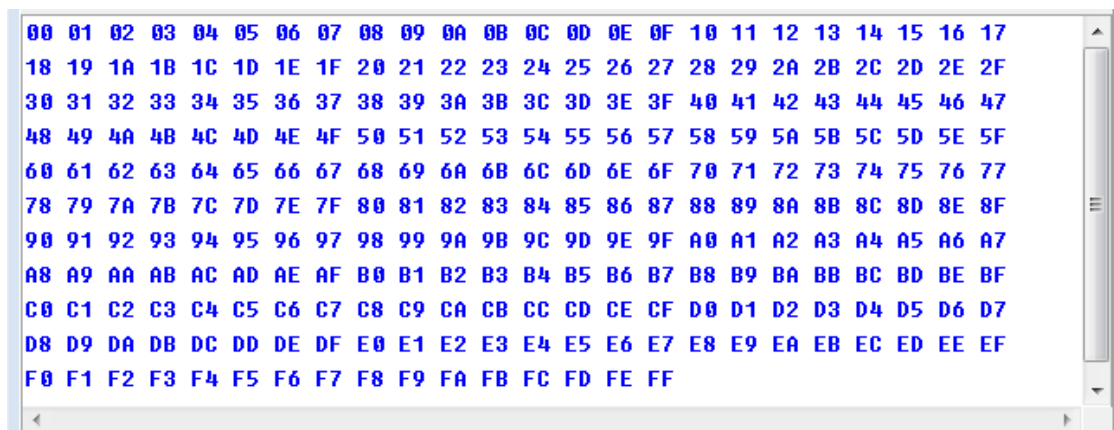 00 01 02 03 04 05 06 07 08 09 0A 0B 0C 0D 0E 0F 10 11 12 13 14 15 16 17
18 19 1A 1B 1C 1D 1E 1F 20 21 22 23 24 25 26 27 28 29 2A 2B 2C 2D 2E 2F
30 31 32 33 34 35 36 37 38 39 3A 3B 3C 3D 3E 3F 40 41 42 43 44 45 46 47
48 49 4A 4B 4C 4D 4E 4F 50 51 52 53 54 55 56 57 58 59 5A 5B 5C 5D 5E 5F
60 61 62 63 64 65 66 67 68 69 6A 6B 6C 6D 6E 6F 70 71 72 73 74 75 76 77
78 79 7A 7B 7C 7D 7E 7F 80 81 82 83 84 85 86 87 88 89 8A 8B 8C 8D 8E 8F
90 91 92 93 94 95 96 97 98 99 9A 9B 9C 9D 9E 9F A0 A1 A2 A3 A4 A5 A6 A7
A8 A9 AA AB AC AD AE AF B0 B1 B2 B3 B4 B5 B6 B7 B8 B9 BA BB BC BD BE BF
C0 C1 C2 C3 C4 C5 C6 C7 C8 C9 CA CB CC CD CE CF D0 D1 D2 D3 D4 D5 D6 D7
D8 D9 DA DB DC DD DE DF E0 E1 E2 E3 E4 E5 E6 E7 E8 E9 EA EB EC ED EE EF
F0 F1 F2 F3 F4 F5 F6 F7 F8 F9 FA FB FC FD FE FF